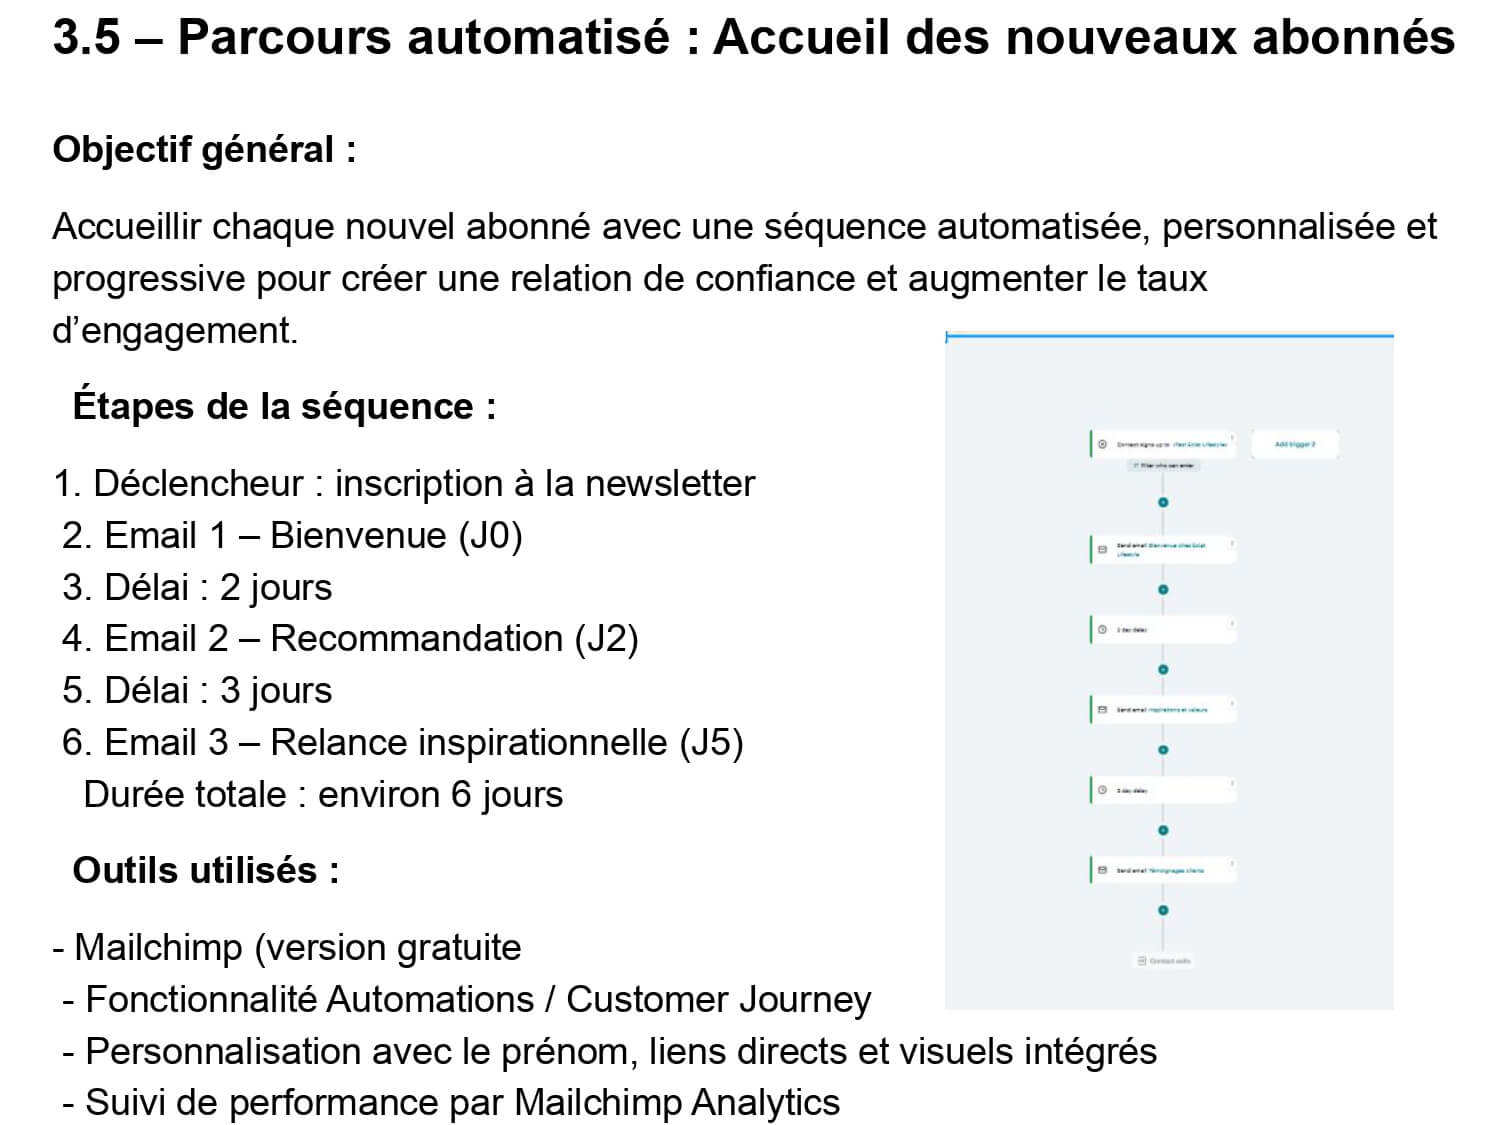 3.5 – Parcours automatisé : Accueil des nouveaux abonnés
Objectif général :
Accueillir chaque nouvel abonné avec une séquence automatisée, personnalisée et
progressive pour créer une relation de confiance et augmenter le taux
d’engagement.
Étapes de la séquence :
1. Déclencheur : inscription à la newsletter
2. Email 1 – Bienvenue (J0)
3. Délai : 2 jours
4. Email 2 – Recommandation (J2)
5. Délai : 3 jours
6. Email 3 – Relance inspirationnelle (J5)
Durée totale : environ 6 jours
Outils utilisés :
- Mailchimp (version gratuite
- Fonctionnalité Automations / Customer Journey
- Personnalisation avec le prénom, liens directs et visuels intégrés
- Suivi de performance par Mailchimp Analytics
Contact signs up to
Add trigger 2
Filter who can enter
Send email Bienvenue chez Éclat
Lifestyle
2 day delay
Send email Inspirations et valeurs
3 day delay
Send email Témoignages clients
Contact exits